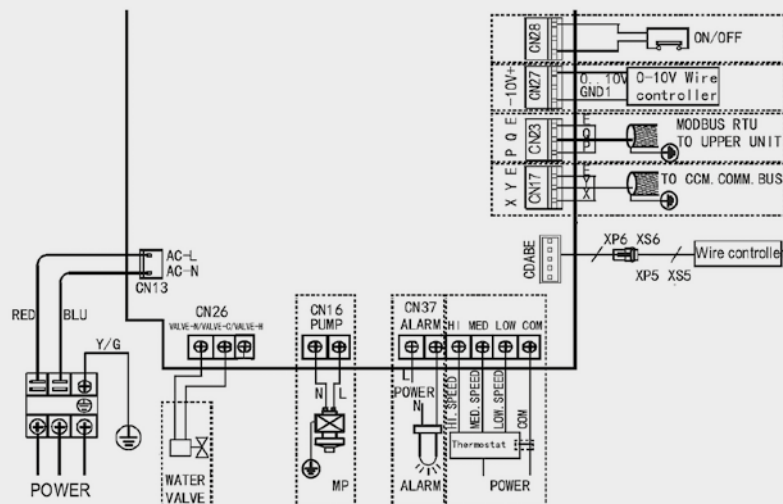 CN28
ON/OFF
-10V+
CN27
0..10V
GND1
0-10V Wire
controller
P Q E
CN23
E
Q
P
MODBUS RTU
TO UPPER UNIT
X Y E
CN17
E
Y
X
TO CCM.COMM.BUS
CDABE
XP6 XS6
XP5 XS5
Wire controlle
AC-L
AC-N
CN13
RED
BLU
Y/G
POWER
CN26
VALVE-N/VALVE-C/VALVE-H
WATER
VALVE
CN16
PUMP
N
L
MP
CN37
ALARM
L
POWER
N
ALARM
HI MED LOW COM
HI.SPEED
MED.SPEED
LOW.SPEED
COM
Thermostat
POWER